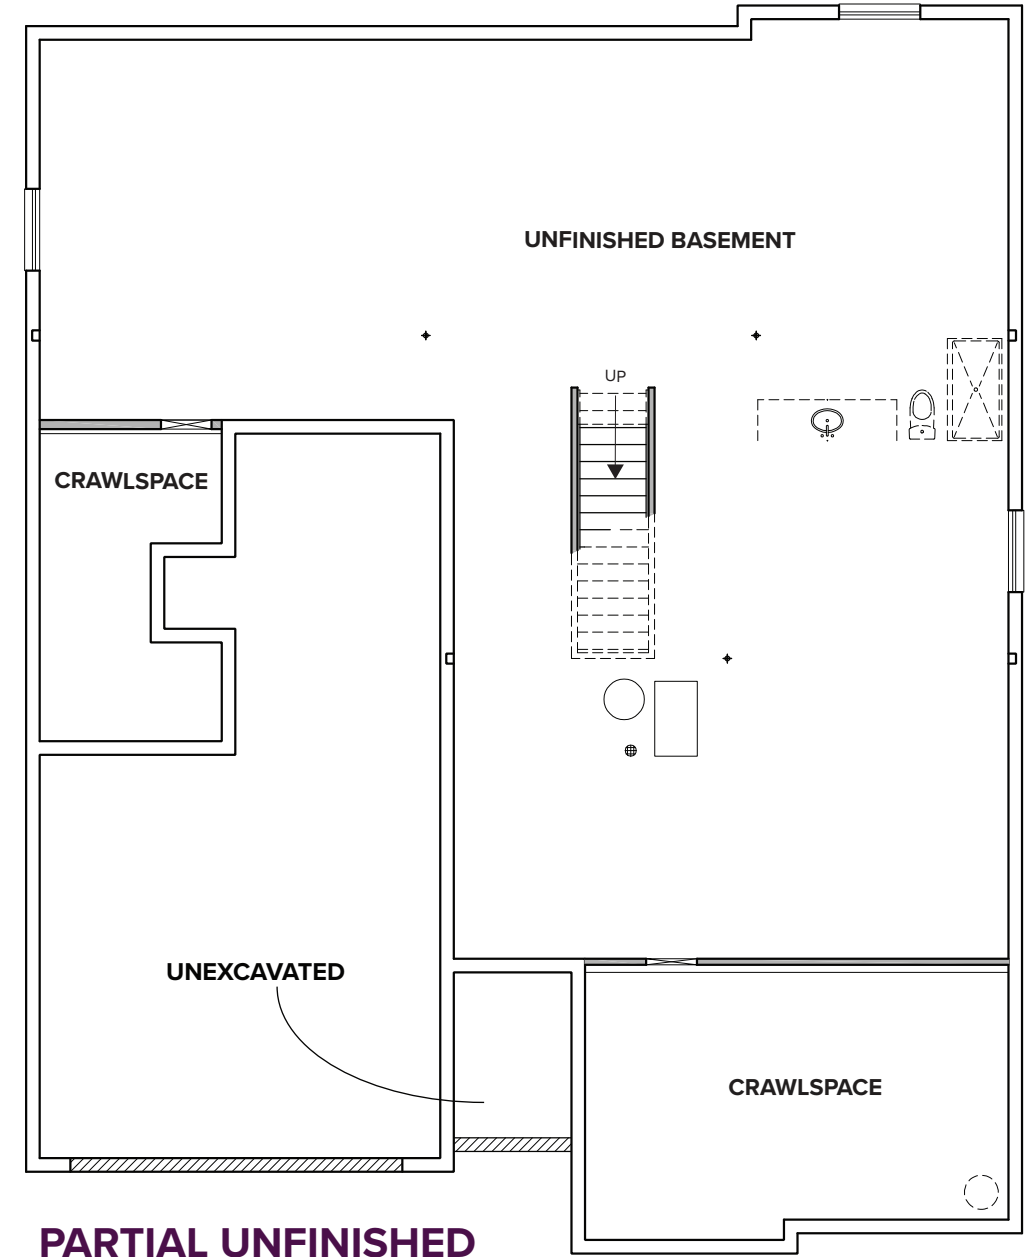 UNFINISHED BASEMENT
UP
CRAWLSPACE
UNEXCAVATED
CRAWLSPACE
PARTIAL UNFINISHED